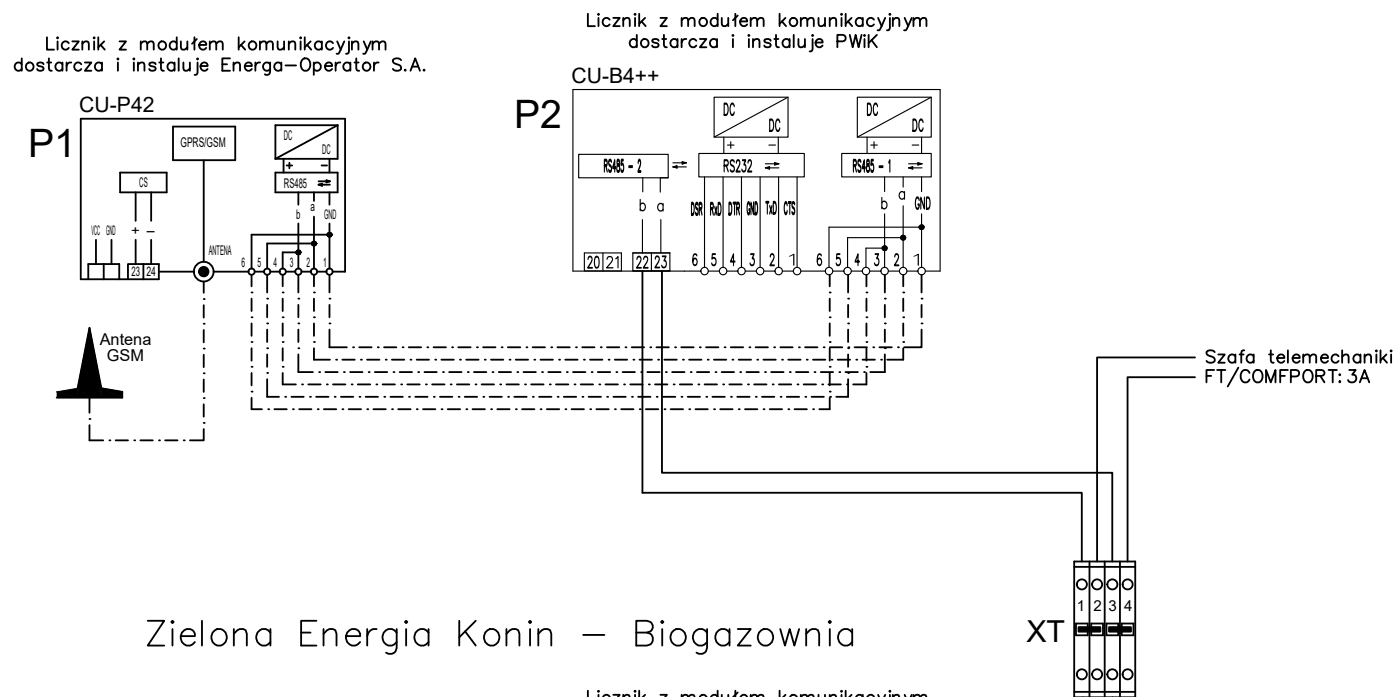 Licznik z modułem komunikacyjnym
dostarcza i instaluje Energa-Operator S.A.
CU-P42
P1
GPRS/GSM
DC
DC
+ −
CS
RS485
VCC GND
+ −
b a GND
ANTENA
23 24
6 5 4 3 2 1
Antena
GSM
Licznik z modułem komunikacyjnym
dostarcza i instaluje PWiK
CU-B4++
P2
DC
DC
+ −
DC
DC
+ −
RS485 - 2
RS232
RS485 - 1
b a
DSR RxD DTR GND TxD CTS
b a GND
20 21 22 23
6 5 4 3 2 1
6 5 4 3 2 1
Szafa telemechaniki
FT/COMFPORT: 3A
1 2 3 4
XT
Zielona Energia Konin – Biogazownia
Licznik z modułem komunikacyjnym